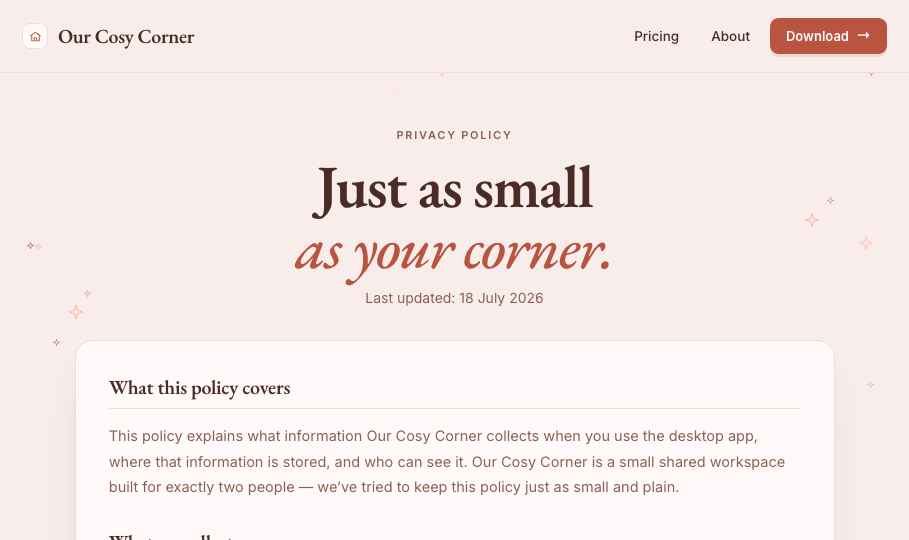 Our Cosy Corner
Pricing
About
Download →
PRIVACY POLICY
Just as small
as your corner.
Last updated: 18 July 2026
What this policy covers
This policy explains what information Our Cosy Corner collects when you use the desktop app,
where that information is stored, and who can see it. Our Cosy Corner is a small shared workspace
built for exactly two people — we’ve tried to keep this policy just as small and plain.